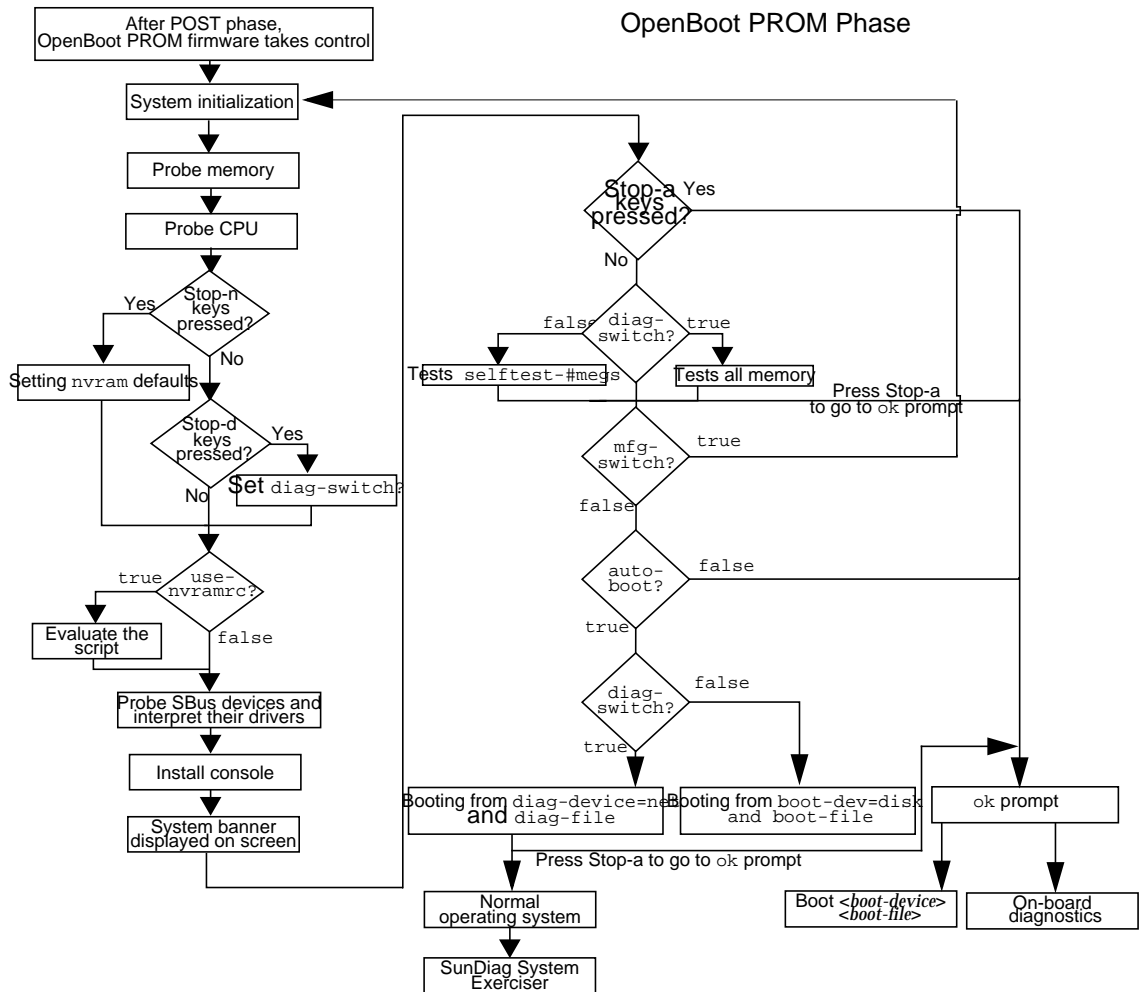 OpenBoot PROM Phase
After POST phase,
OpenBoot PROM firmware takes control
System initialization
Probe memory
Probe CPU
Stop-n
keys
pressed?
Yes
No
Setting nvram defaults
Stop-d
keys
pressed?
Yes
No
Set diag-switch?
use-
nvramrc?
true
false
Evaluate the
script
Probe SBus devices and
interpret their drivers
Install console
System banner
displayed on screen
Stop-a
keys
pressed?
Yes
No
diag-
switch?
false
true
Tests selftest-#megs
Tests all memory
Press Stop-a
to go to ok prompt
mfg-
switch?
true
false
auto-
boot?
false
true
diag-
switch?
false
true
Booting from diag-device=net
and diag-file
Booting from boot-dev=disk
and boot-file
ok prompt
Press Stop-a to go to ok prompt
Normal
operating system
SunDiag System
Exerciser
Boot <boot-device>
<boot-file>
On-board
diagnostics